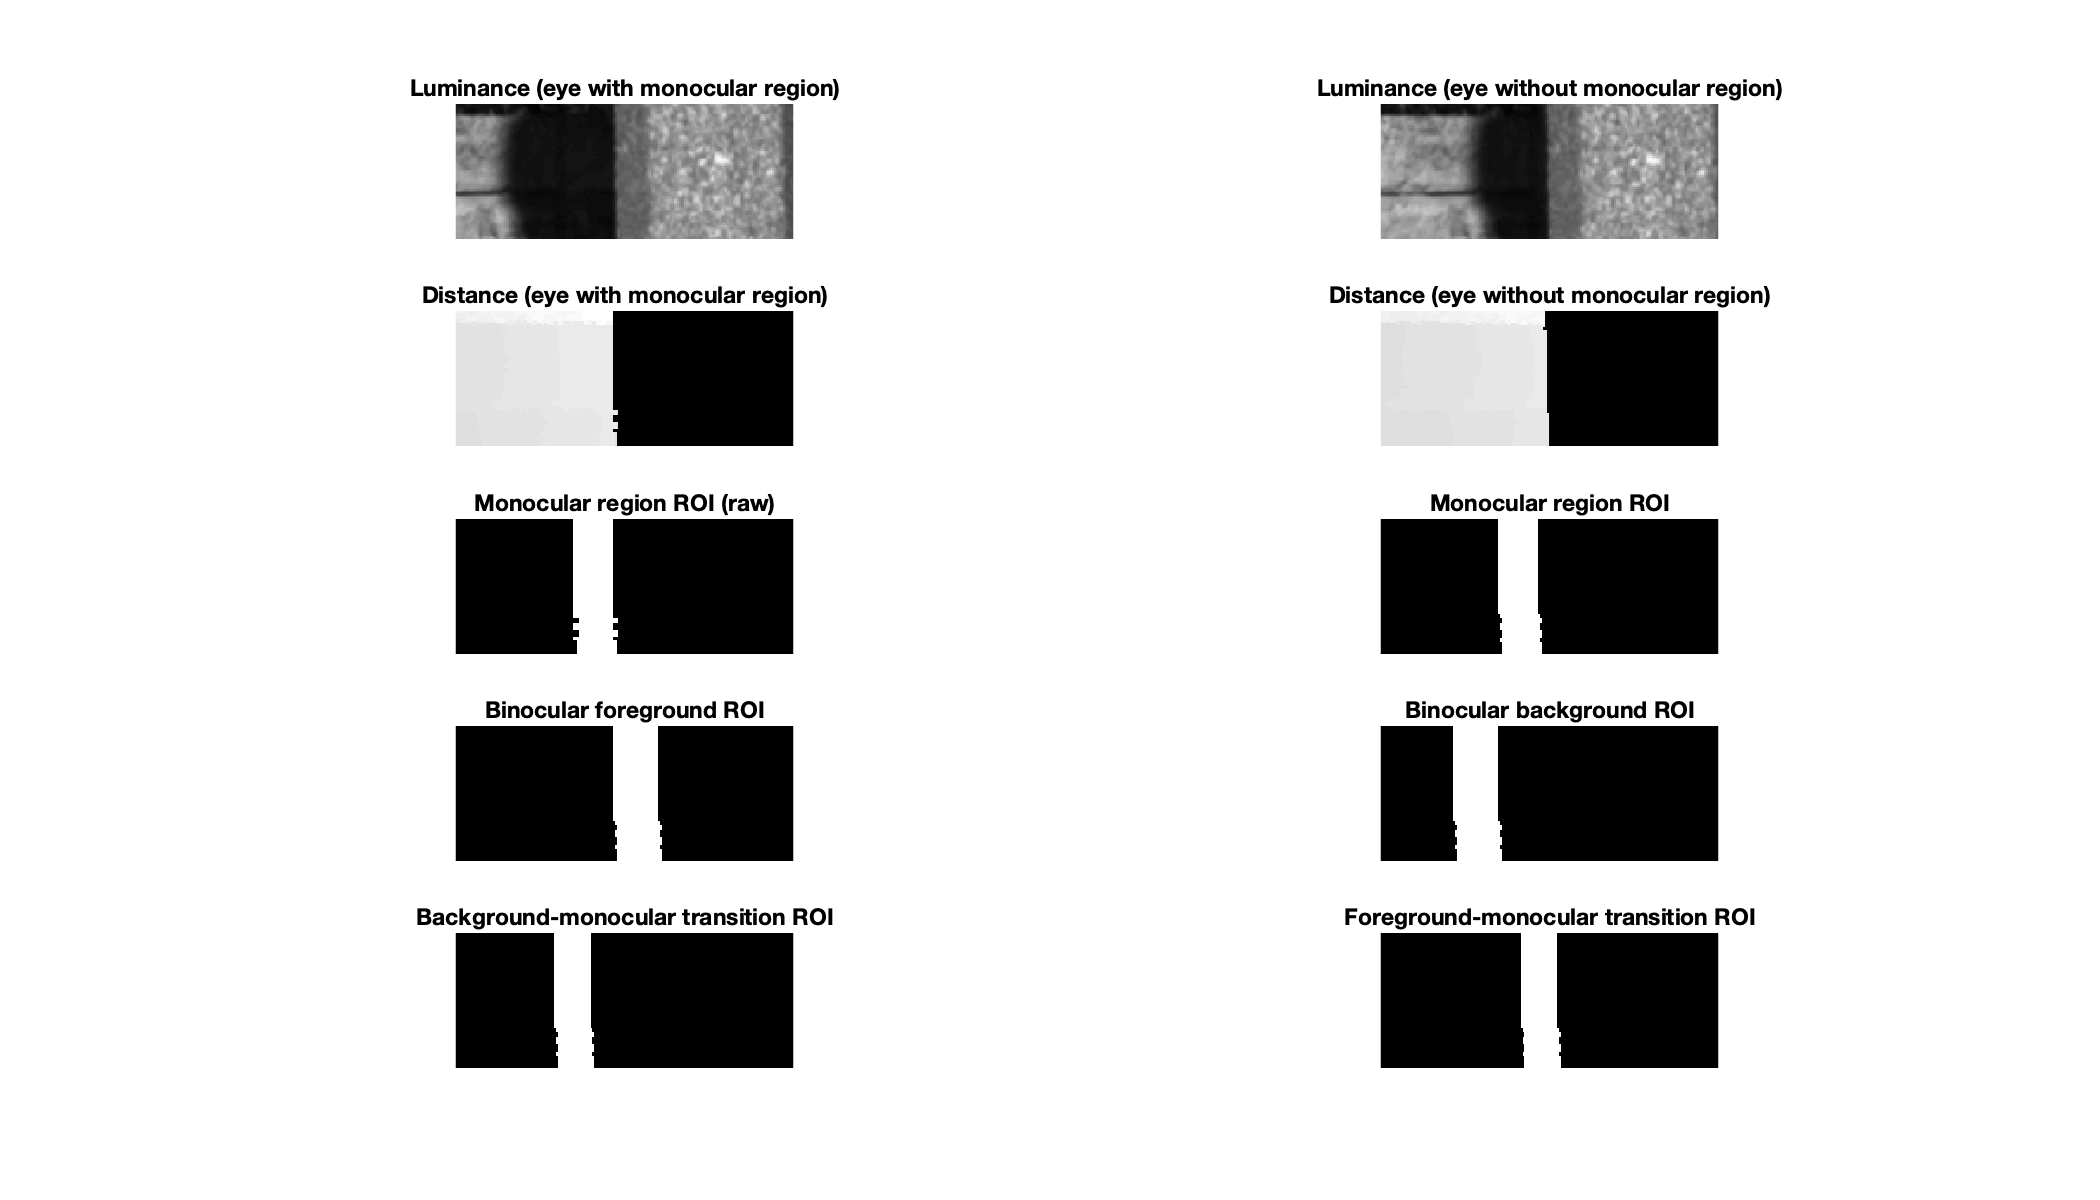 Luminance (eye with monocular region)
Luminance (eye without monocular region)
Distance (eye with monocular region)
Distance (eye without monocular region)
Monocular region ROI (raw)
Monocular region ROI
Binocular foreground ROI
Binocular background ROI
Background-monocular transition ROI
Foreground-monocular transition ROI